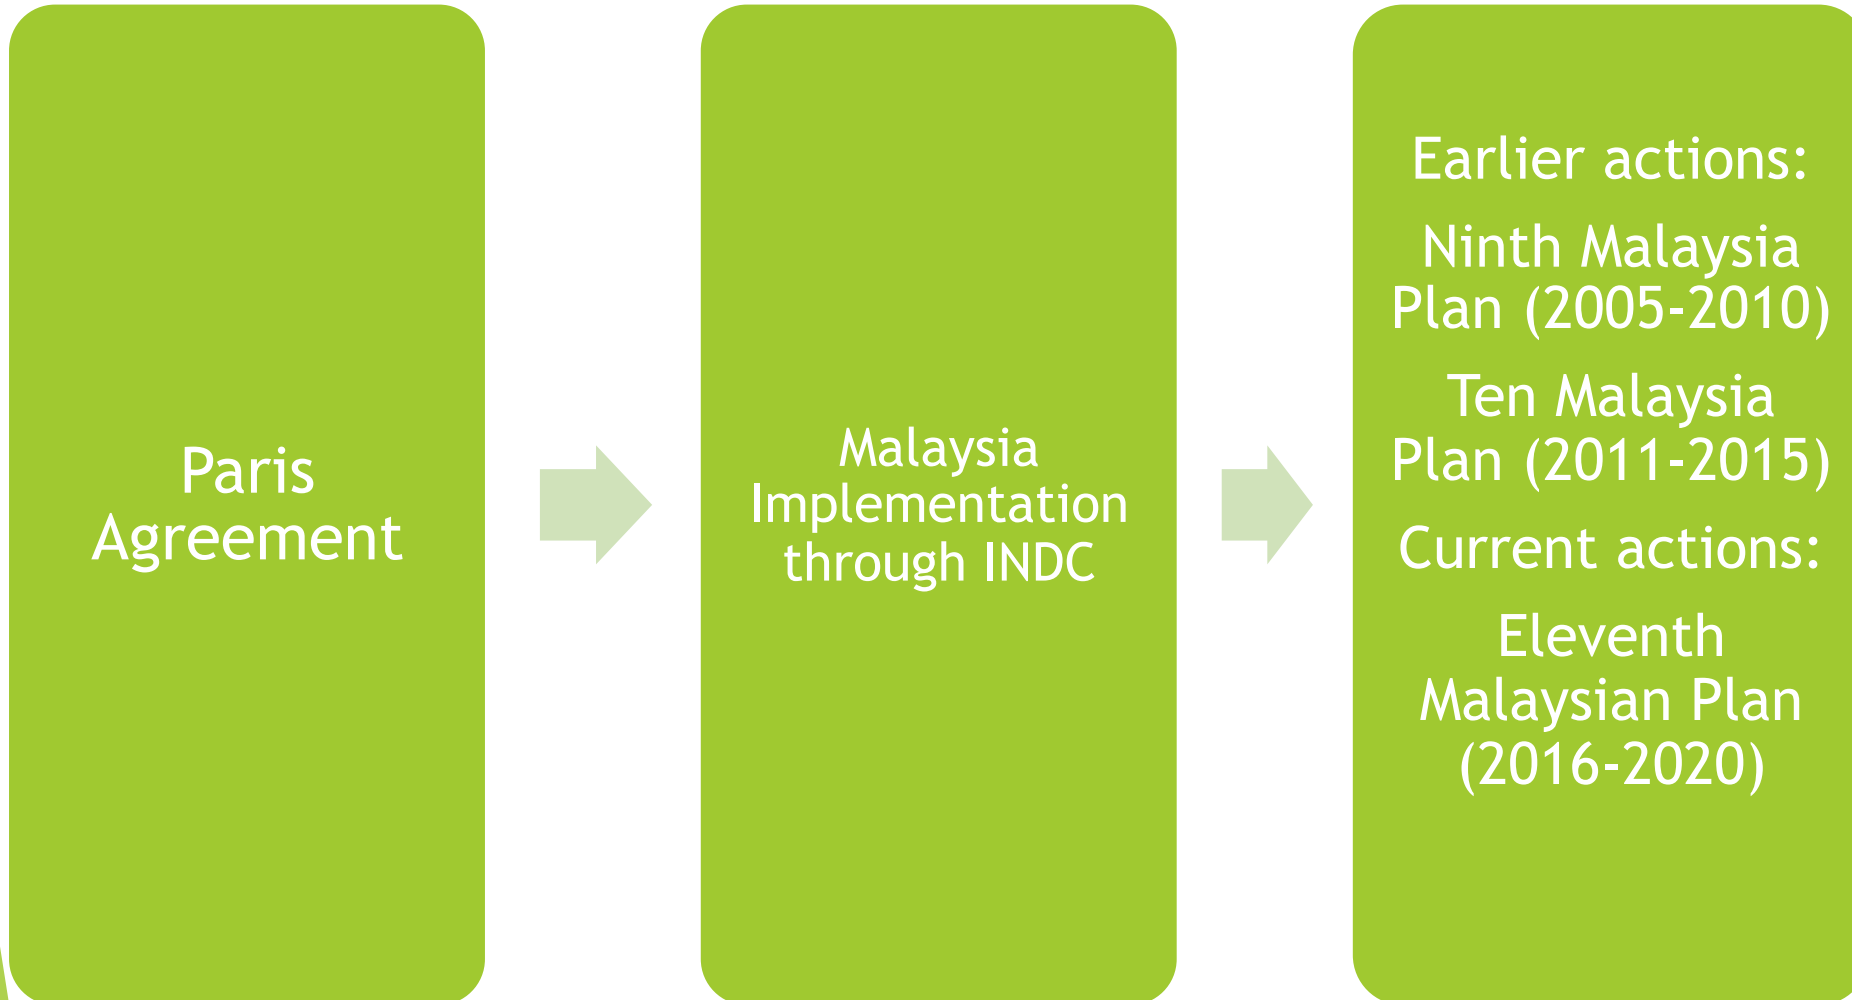 Paris
Agreement
Malaysia
Implementation
through INDC
Earlier actions:
Ninth Malaysia
Plan (2005-2010)
Ten Malaysia
Plan (2011-2015)
Current actions:
Eleventh
Malaysian Plan
(2016-2020)